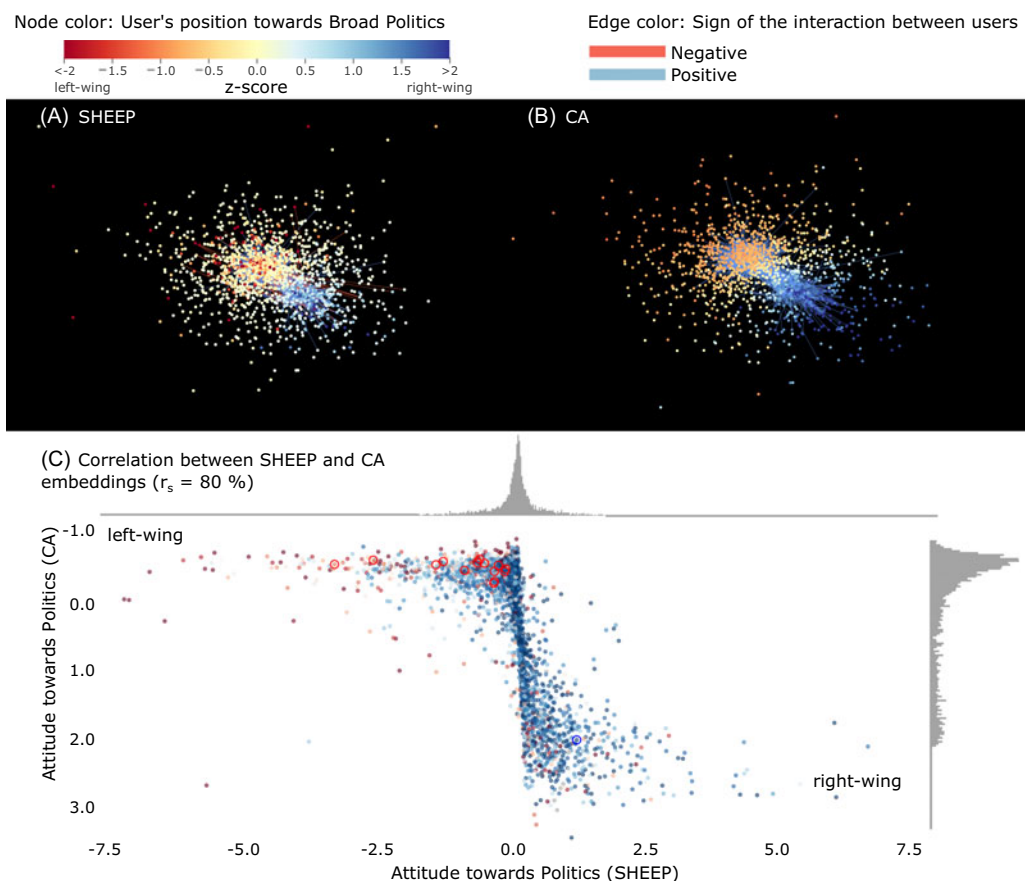 Node color: User's position towards Broad Politics
Edge color: Sign of the interaction between users
<-2 −1.5 −1.0 −0.5 0.0 0.5 1.0 1.5 >2
left-wing z-score right-wing
Negative
Positive
(A) SHEEP
(B) CA
(C) Correlation between SHEEP and CA
embeddings (rs = 80 %)
left-wing
Attitude towards Politics (CA)
-1.0
0.0
1.0
2.0
3.0
right-wing
-7.5 -5.0 -2.5 0.0 2.5 5.0 7.5
Attitude towards Politics (SHEEP)